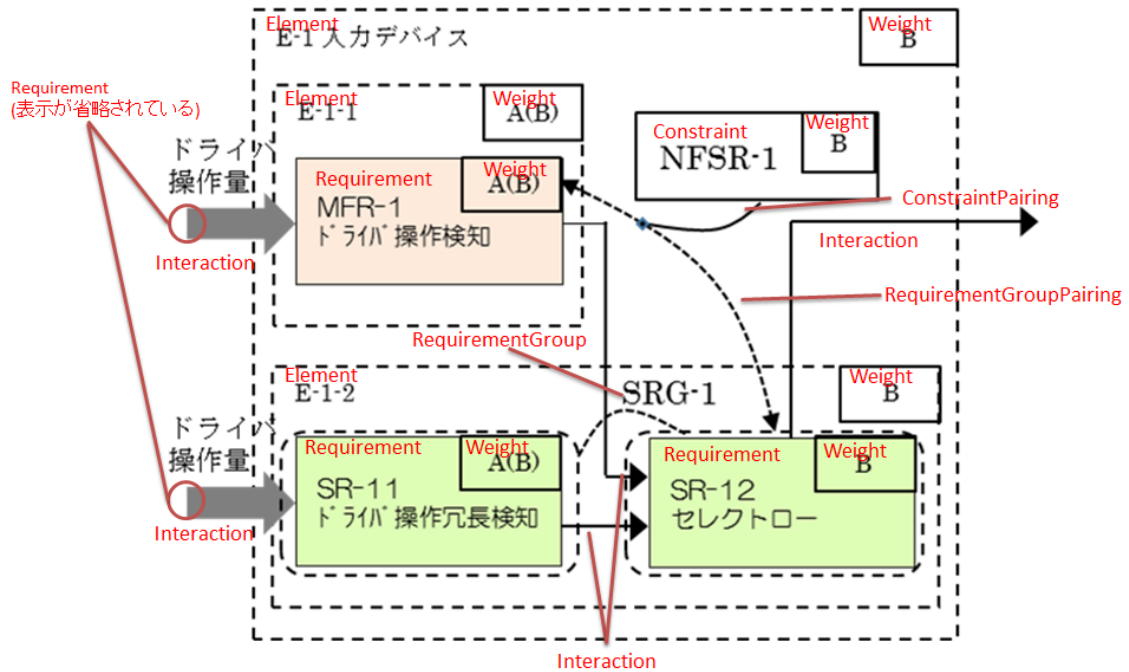 Element
E-1 入力デバイス
Weight
B
Requirement
(表示が省略されている)
Element
E-1-1
Weight
A(B)
Constraint
NFSR-1
Weight
B
ドライバ
操作量
Requirement
Weight
A(B)
MFR-1
ﾄﾞﾗｲﾊﾞ操作検知
ConstraintPairing
Interaction
Interaction
RequirementGroupPairing
RequirementGroup
Element
E-1-2
SRG-1
Weight
B
ドライバ
操作量
Requirement
Weight
A(B)
SR-11
ﾄﾞﾗｲﾊﾞ操作冗長検知
Requirement
Weight
B
SR-12
セレクトロー
Interaction
Interaction